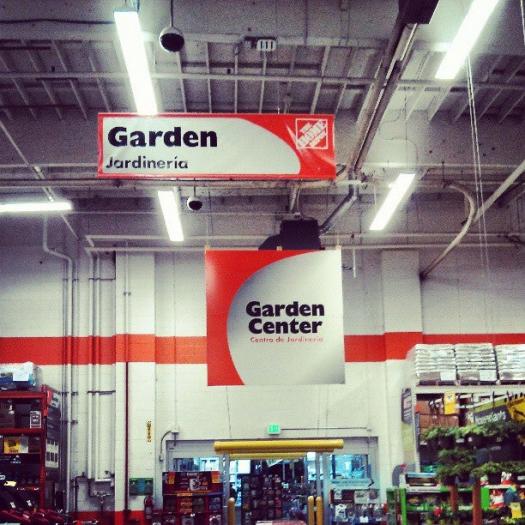 Garden
Jardinería
THE
HOME
DEPOT
Garden
Center
Centro de Jardinería